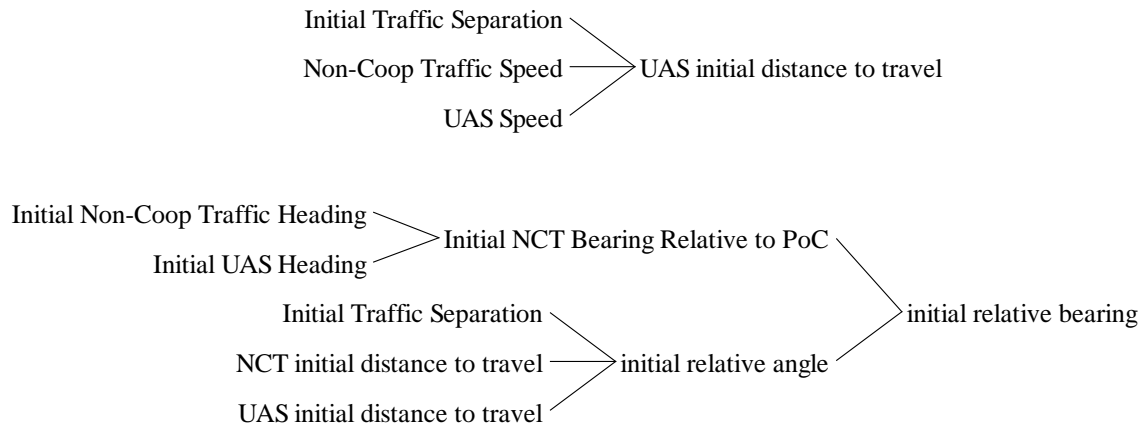 Initial Traffic Separation
Non-Coop Traffic Speed
UAS initial distance to travel
UAS Speed
Initial Non-Coop Traffic Heading
Initial NCT Bearing Relative to PoC
Initial UAS Heading
Initial Traffic Separation
initial relative bearing
NCT initial distance to travel
initial relative angle
UAS initial distance to travel